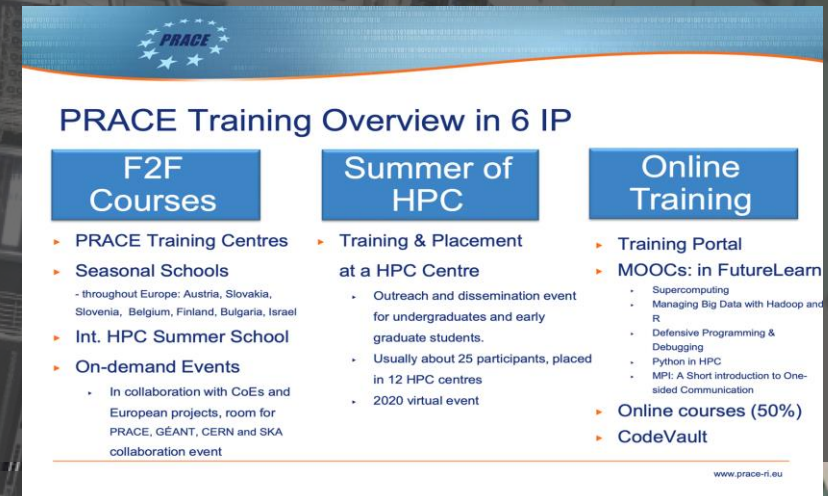 PRACE
PRACE Training Overview in 6 IP
F2F
Courses
▸ PRACE Training Centres
▸ Seasonal Schools
- throughout Europe: Austria, Slovakia,
Slovenia, Belgium, Finland, Bulgaria, Israel
▸ Int. HPC Summer School
▸ On-demand Events
▸ In collaboration with CoEs and
European projects, room for
PRACE, GÉANT, CERN and SKA
collaboration event
Summer of
HPC
▸ Training & Placement
at a HPC Centre
▸ Outreach and dissemination event
for undergraduates and early
graduate students.
▸ Usually about 25 participants, placed
in 12 HPC centres
▸ 2020 virtual event
Online
Training
▸ Training Portal
▸ MOOCs: in FutureLearn
▸ Supercomputing
▸ Managing Big Data with Hadoop and
R
▸ Defensive Programming &
Debugging
▸ Python in HPC
▸ MPI: A Short introduction to One-
sided Communication
▸ Online courses (50%)
▸ CodeVault
www.prace-ri.eu